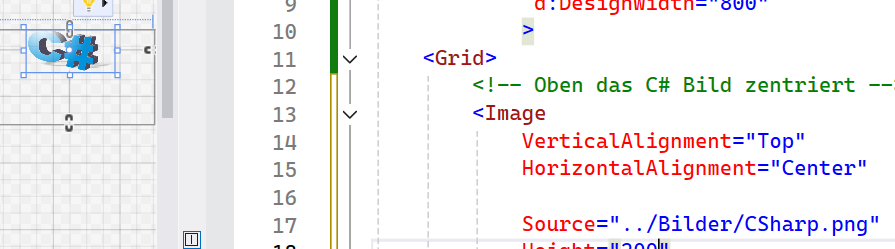 C#
9 d:DesignWidth="800"
10 >
11 <Grid>
12 <!-- Oben das C# Bild zentriert --
13 <Image
14 VerticalAlignment="Top"
15 HorizontalAlignment="Center"
16
17 Source="../Bilder/CSharp.png"
18 Height="200"